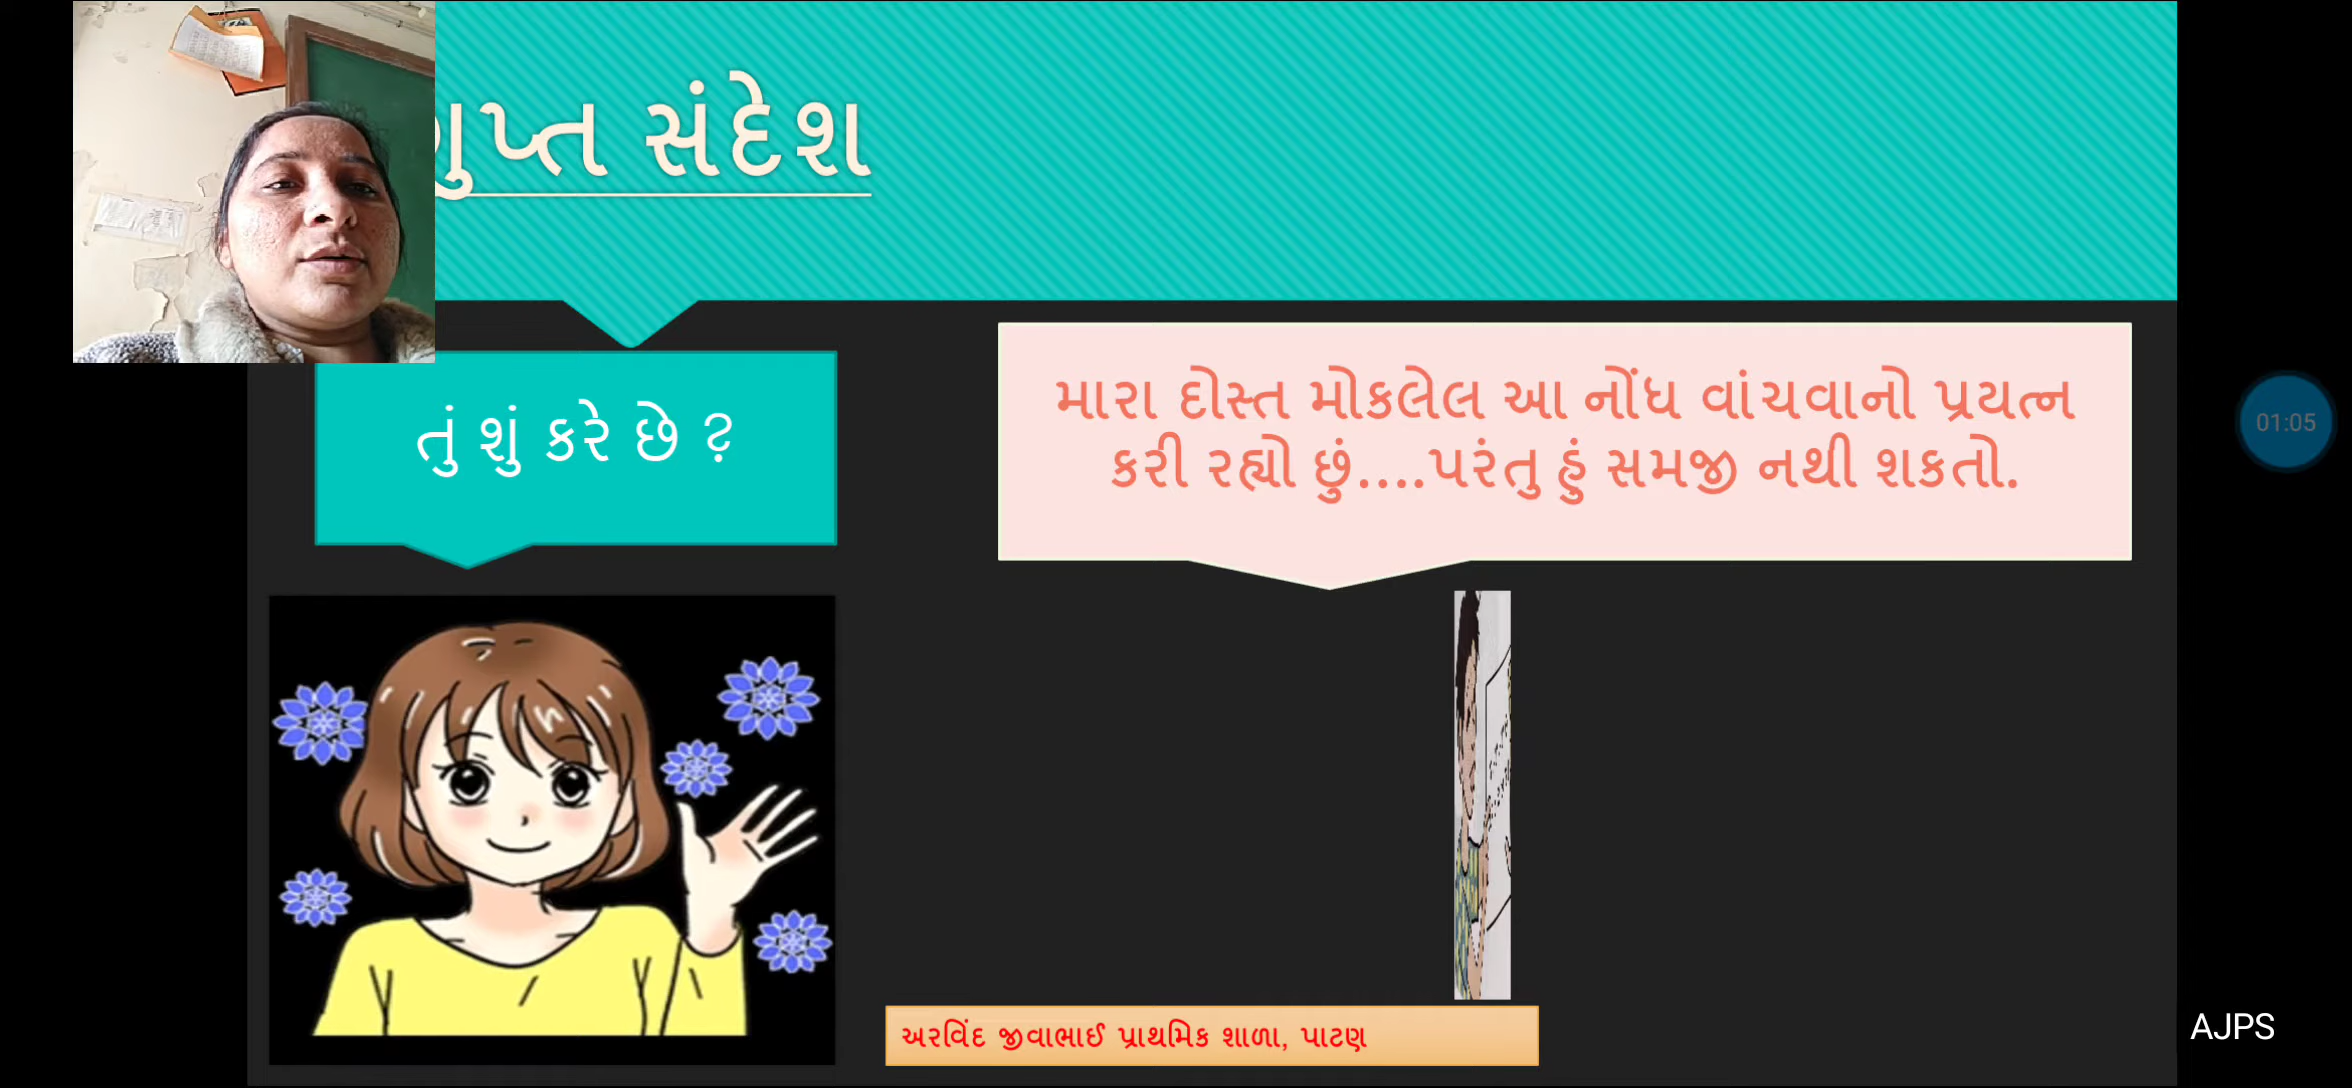 ગુપ્ત સંદેશ
તું શું કરે છે ?
મારા દોસ્ત મોકલેલ આ નોંધ વાંચવાનો પ્રયત્ન
કરી રહ્યો છું....પરંતુ હું સમજી નથી શકતો.
01:05
અરવિંદ જીવાભાઈ પ્રાથમિક શાળા, પાટણ
AJPS